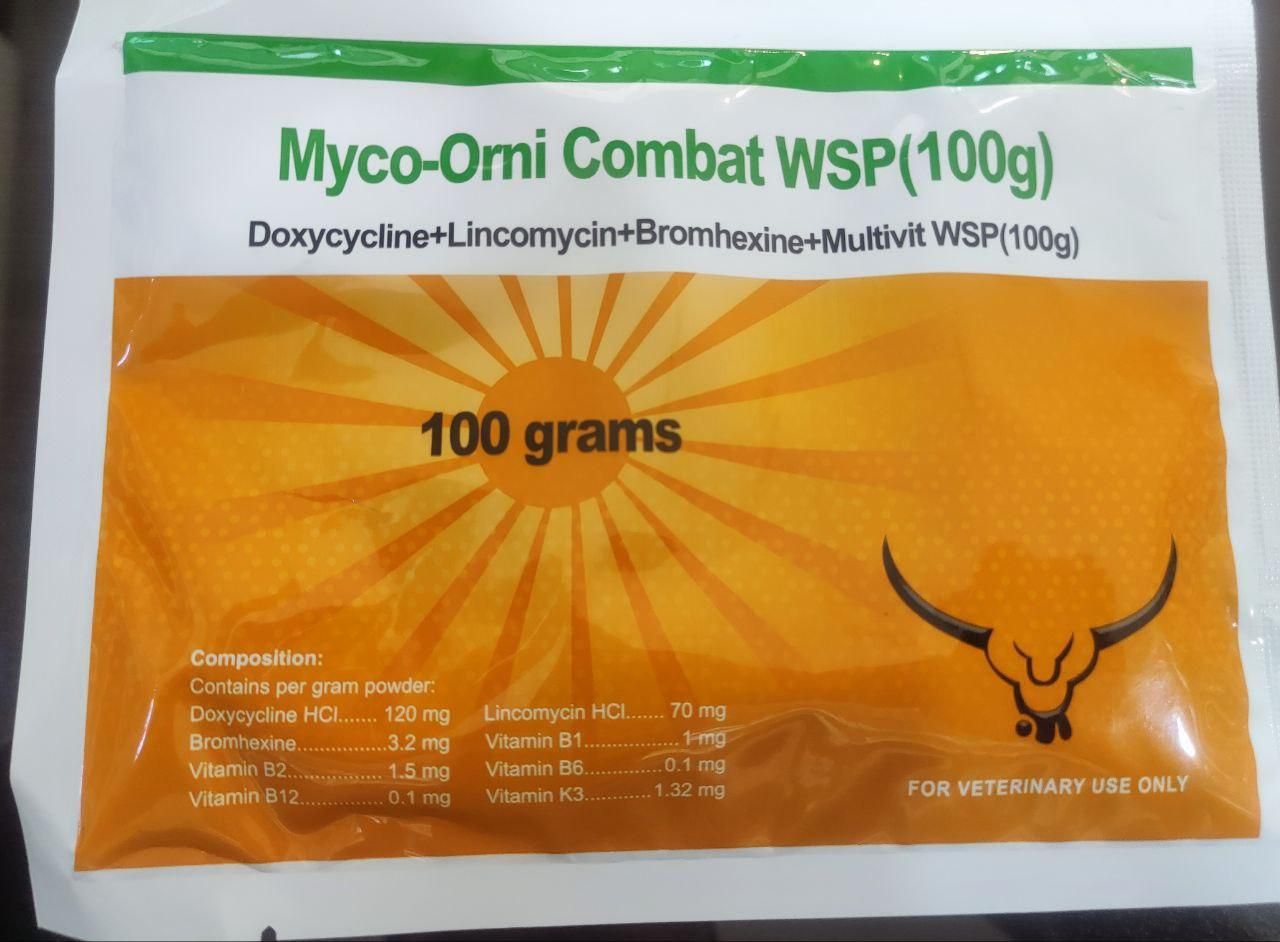 Myco-Orni Combat WSP(100g)
Doxycycline+Lincomycin+Bromhexine+Multivit WSP(100g)
100 grams
Composition:
Contains per gram powder:
Doxycycline HCl....... 120 mg
Bromhexine................3.2 mg
Vitamin B2................. 1.5 mg
Vitamin B12............... 0.1 mg
Lincomycin HCl....... 70 mg
Vitamin B1.................1 mg
Vitamin B6..............0.1 mg
Vitamin K3............1.32 mg
FOR VETERINARY USE ONLY